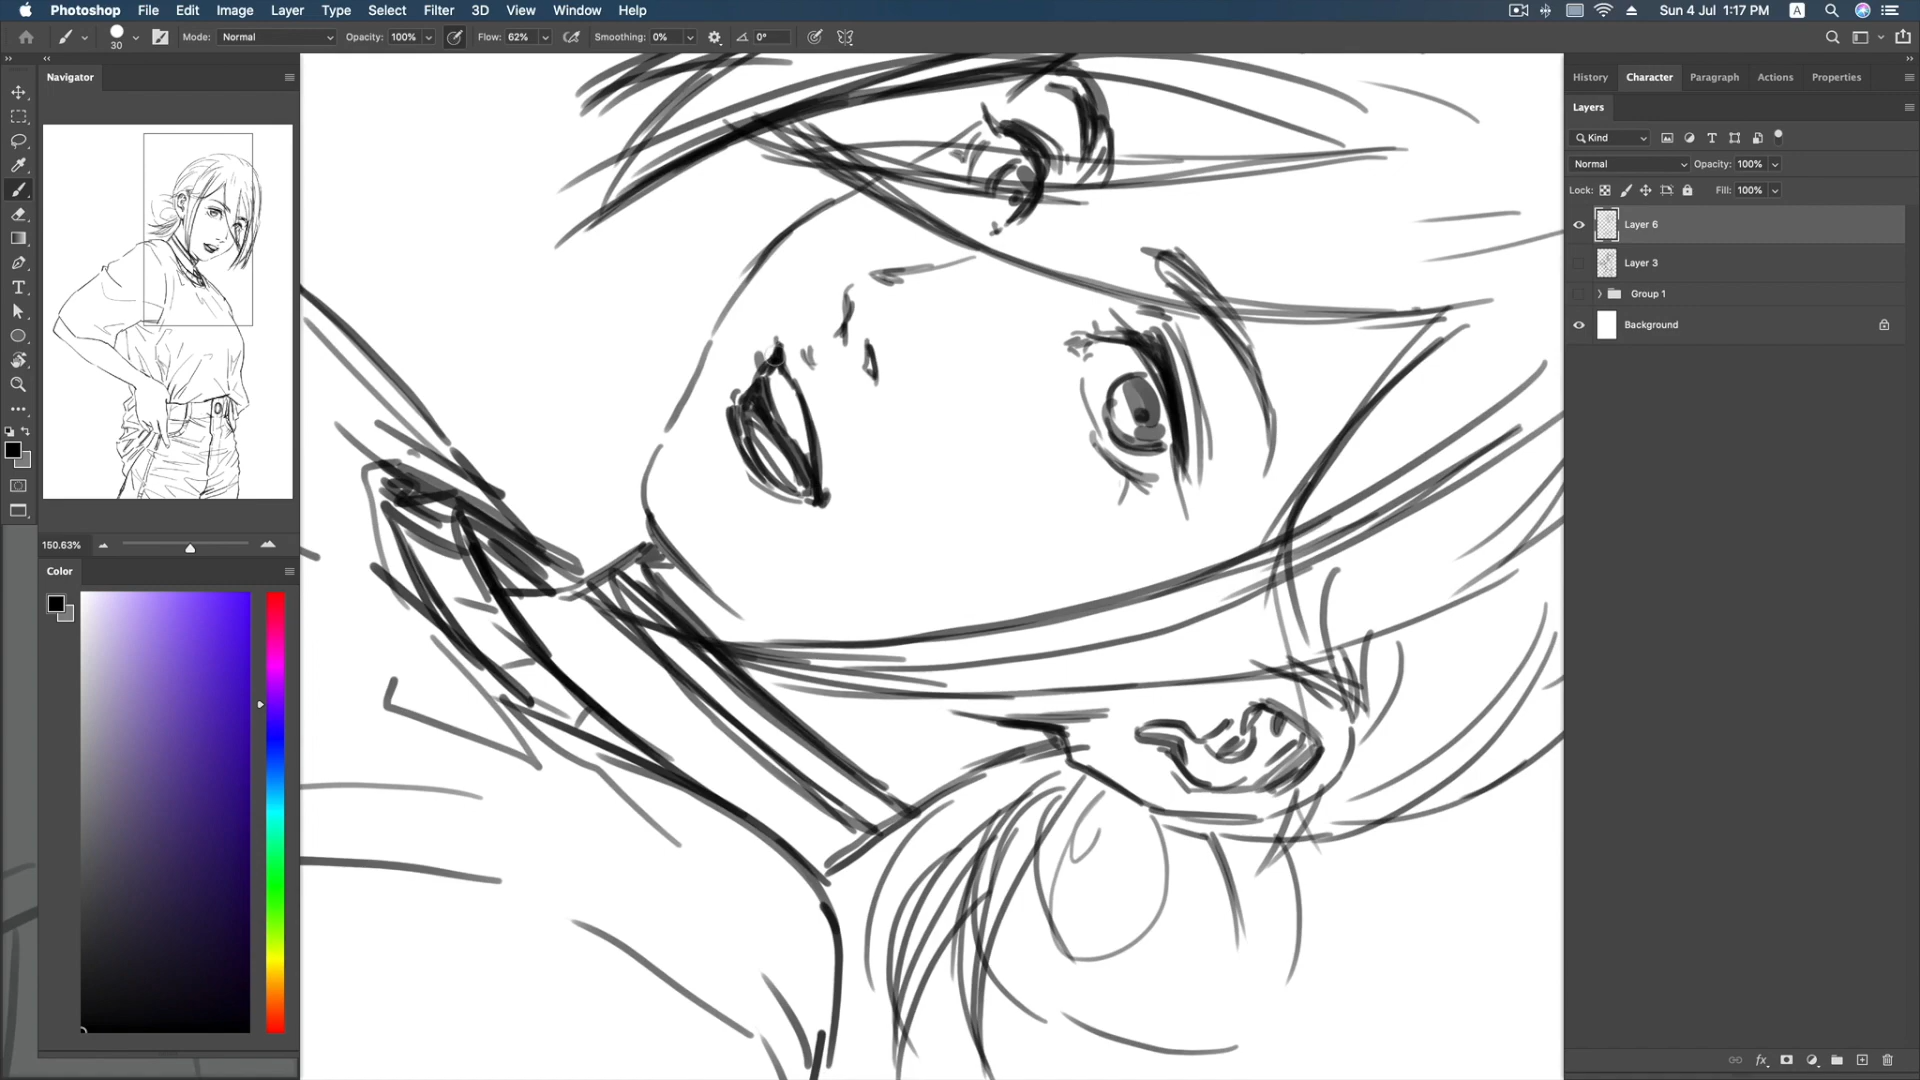 Photoshop File Edit Image Layer Type Select Filter 3D View Window Help Sun 4 Jul 1:17 PM A
30 Mode: Normal Opacity: 100% Flow: 62% Smoothing: 0% 0°
Navigator
History Character Paragraph Actions Properties
Layers
Kind
Normal Opacity: 100%
Lock: Fill: 100%
Layer 6
Layer 3
Group 1
Background
150.63%
Color
fx